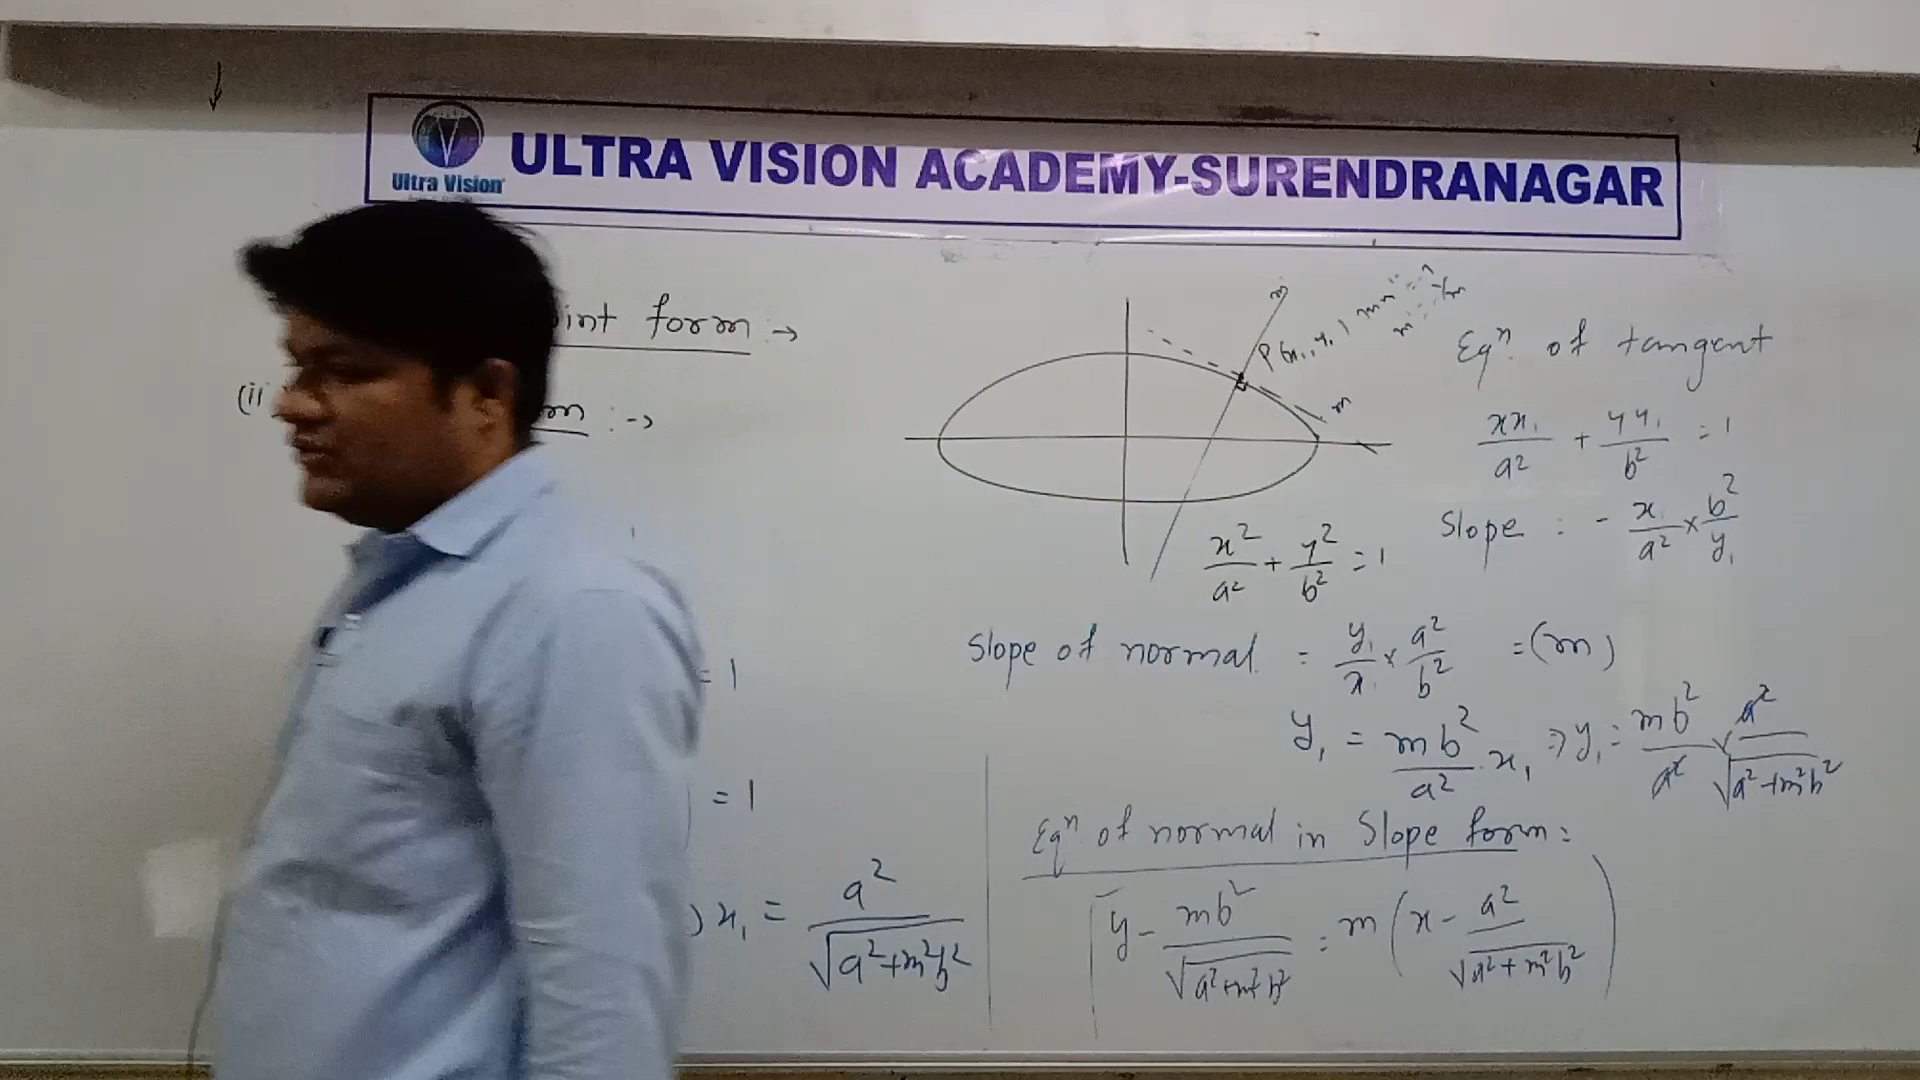 ULTRA VISION ACADEMY-SURENDRANAGAR
Ultra Vision
int form :→
(ii
m :→
= 1
= 1
x₁ = a² / √(a²+m²b²)
m
P(x₁, y₁)
m
x²/a² + y²/b² = 1
Eqⁿ. of tangent
xx₁/a² + yy₁/b² = 1
Slope : - x₁/a² × b²/y₁
Slope of normal = y₁/x₁ × a²/b² = (m)
y₁ = mb²/a² . x₁ ⇒ y₁ = mb²/a² × a²/√(a²+m²b²)
Eqⁿ of normal in Slope form :
y - mb²/√(a²+m²b²) = m (x - a²/√(a²+m²b²))